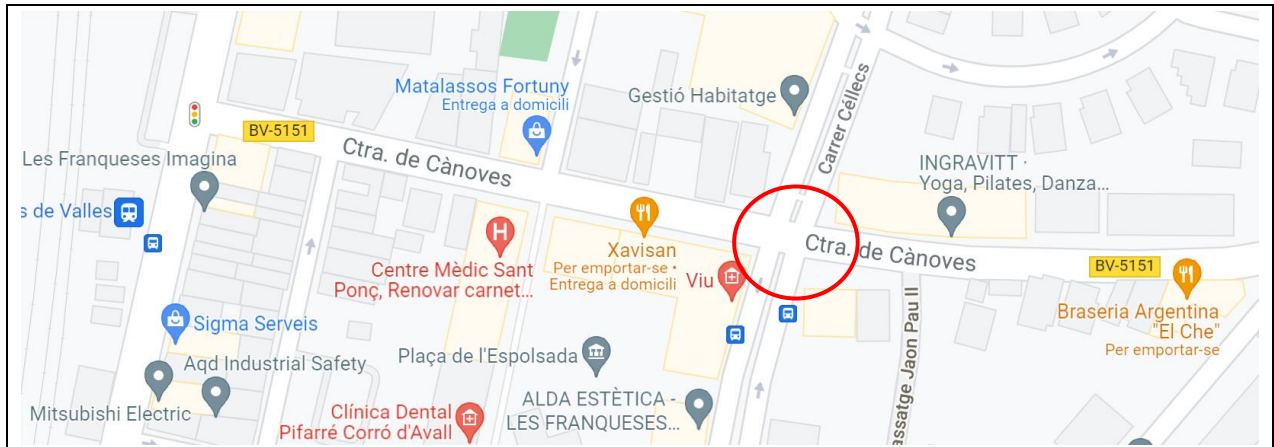 Matalassos Fortuny
Entrega a domicili
Gestió Habitatge
Carrer Céllecs
BV-5151
Ctra. de Cànoves
Les Franqueses Imagina
INGRAVITT ·
Yoga, Pilates, Danza...
s de Valles
H
Xavisan
Per emportar-se •
Entrega a domicili
Centre Mèdic Sant
Ponç, Renovar carnet...
Viu
Ctra. de Cànoves
BV-5151
Braseria Argentina
"El Che"
Per emportar-se
Sigma Serveis
Plaça de l'Espolsada
assatge Jaon Pau II
Aqd Industrial Safety
Mitsubishi Electric
Clínica Dental
Pifarré Corró d'Avall
ALDA ESTÈTICA -
LES FRANQUESES...